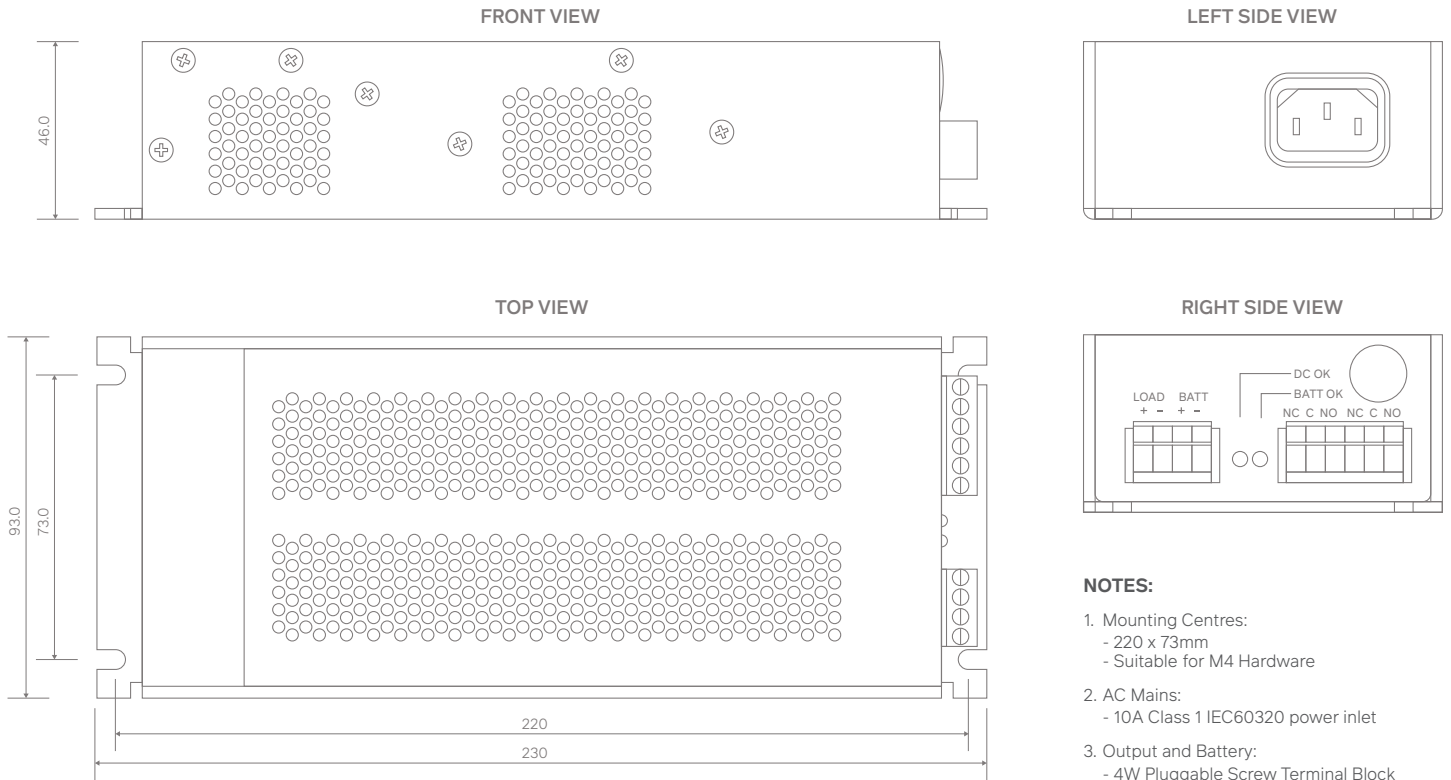 FRONT VIEW
LEFT SIDE VIEW
46.0
TOP VIEW
RIGHT SIDE VIEW
93.0
73.0
220
230
DC OK
BATT OK
LOAD BATT
+ - + -
NC C NO NC C NO
NOTES:
1. Mounting Centres:
- 220 x 73mm
- Suitable for M4 Hardware
2. AC Mains:
- 10A Class 1 IEC60320 power inlet
3. Output and Battery:
- 4W Pluggable Screw Terminal Block